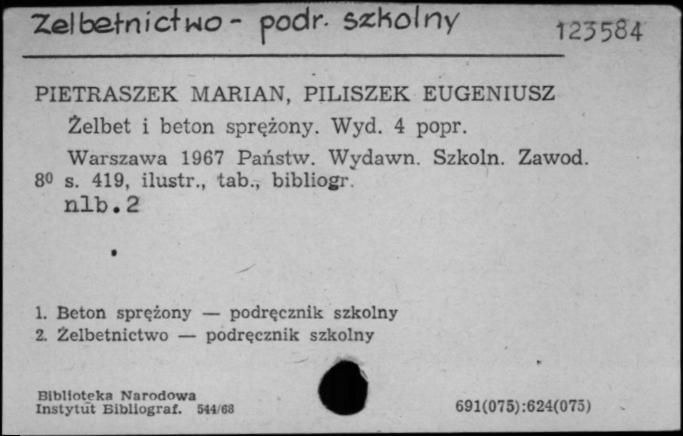 Żelbetnictwo - podr. szkolny
123584
PIETRASZEK MARIAN, PILISZEK EUGENIUSZ
Żelbet i beton sprężony. Wyd. 4 popr.
Warszawa 1967 Państw. Wydawn. Szkoln. Zawod.
8⁰ s. 419, ilustr., tab., bibliogr.
nlb. 2
1. Beton sprężony — podręcznik szkolny
2. Żelbetnictwo — podręcznik szkolny
Biblioteka Narodowa
Instytut Bibliograf. 544/68
691(075):624(075)